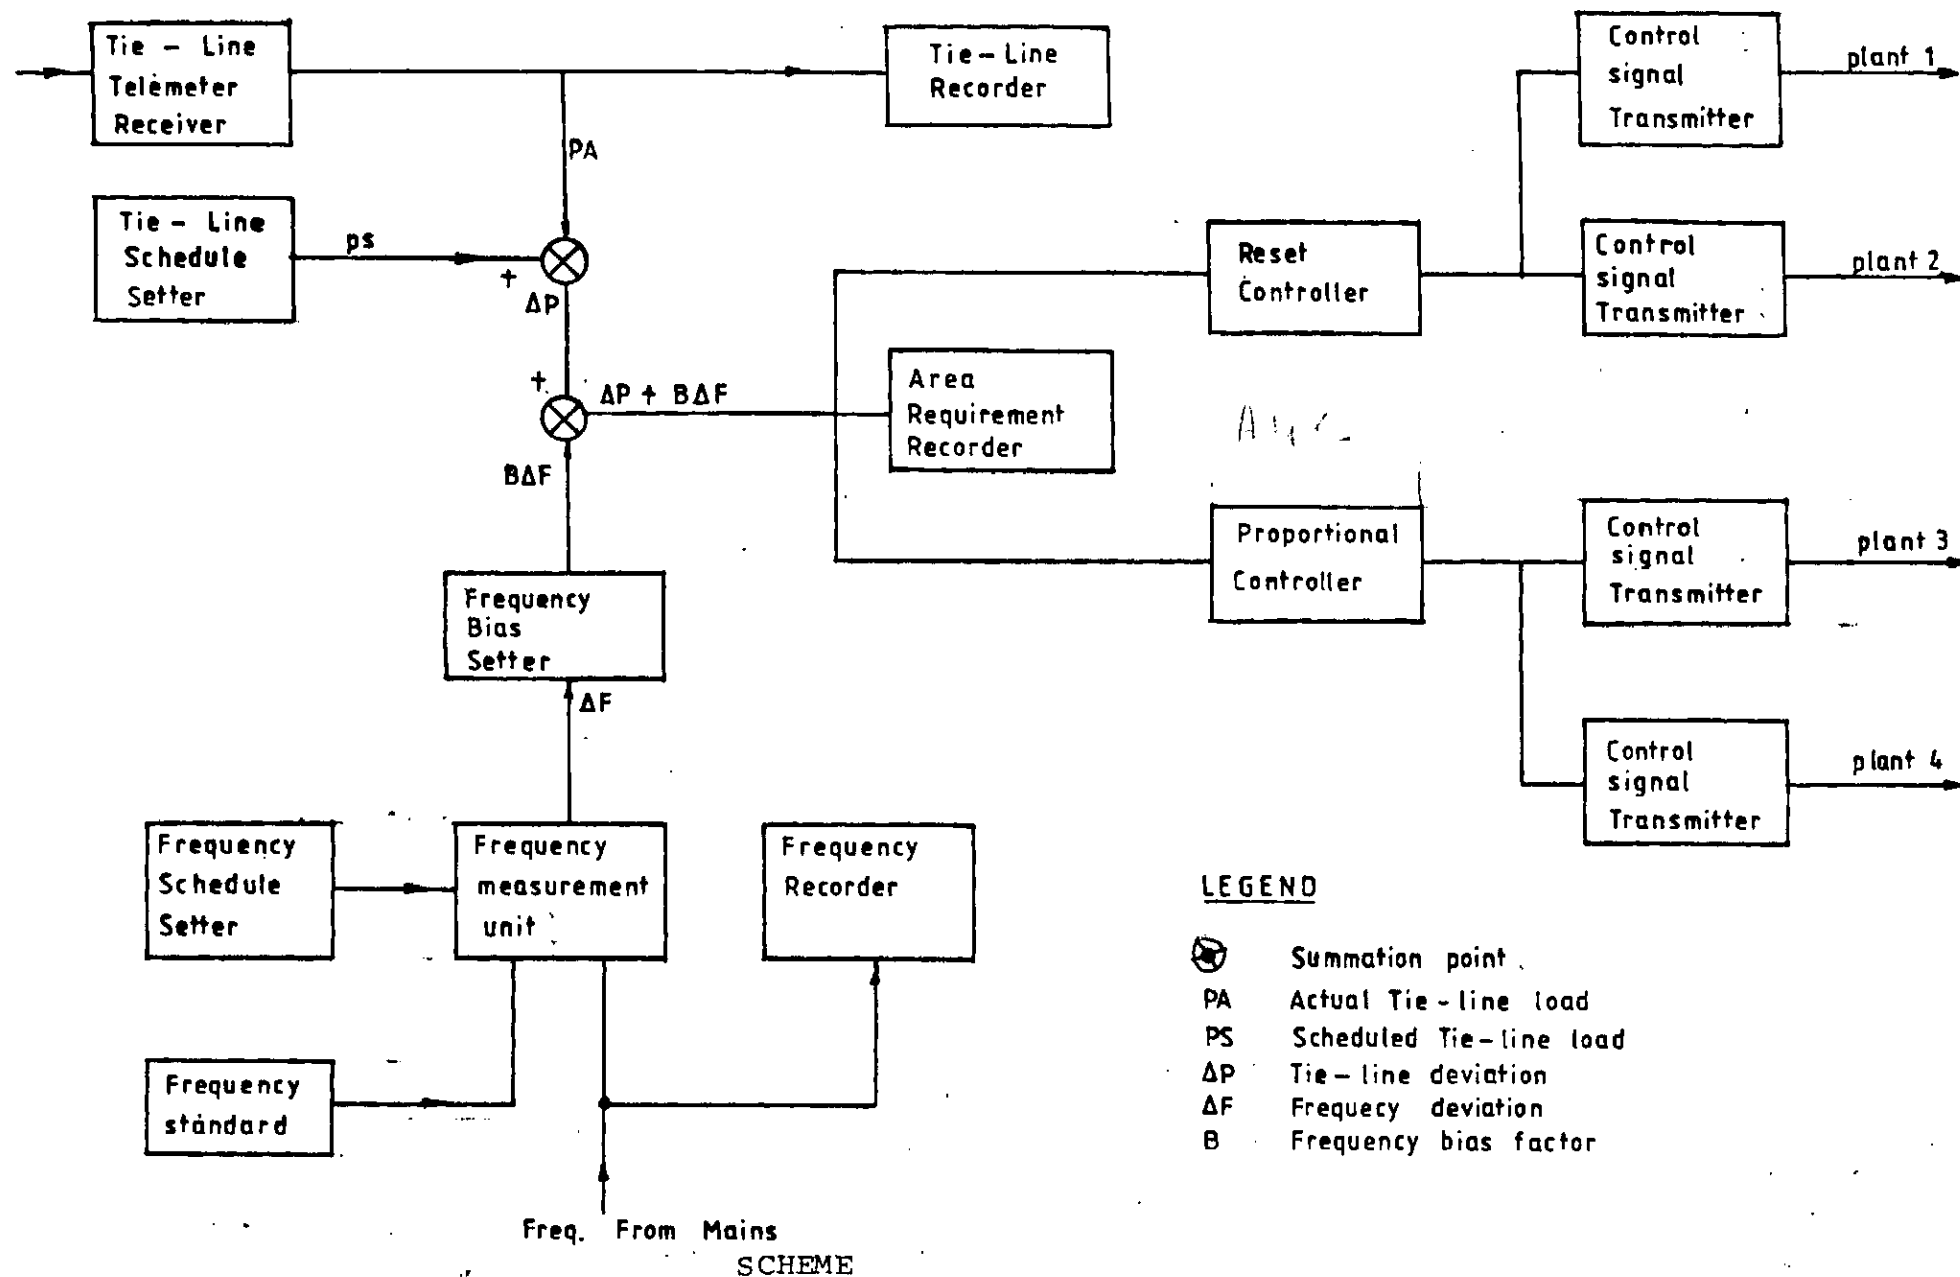 Tie - Line
Telemeter
Receiver
Tie - Line
Recorder
Control
signal
Transmitter
plant 1
PA
Tie - Line
Schedule
Setter
ps
+
ΔP
Reset
Controller
Control
signal
Transmitter
plant 2
+
ΔP + BΔF
Area
Requirement
Recorder
BΔF
Proportional
Controller
Control
signal
Transmitter
plant 3
Frequency
Bias
Setter
ΔF
Control
signal
Transmitter
plant 4
Frequency
Schedule
Setter
Frequency
measurement
unit
Frequency
Recorder
Frequency
standard
Freq. From Mains
SCHEME
LEGEND
Summation point
PA Actual Tie - line load
PS Scheduled Tie - line load
ΔP Tie - line deviation
ΔF Frequecy deviation
B Frequency bias factor